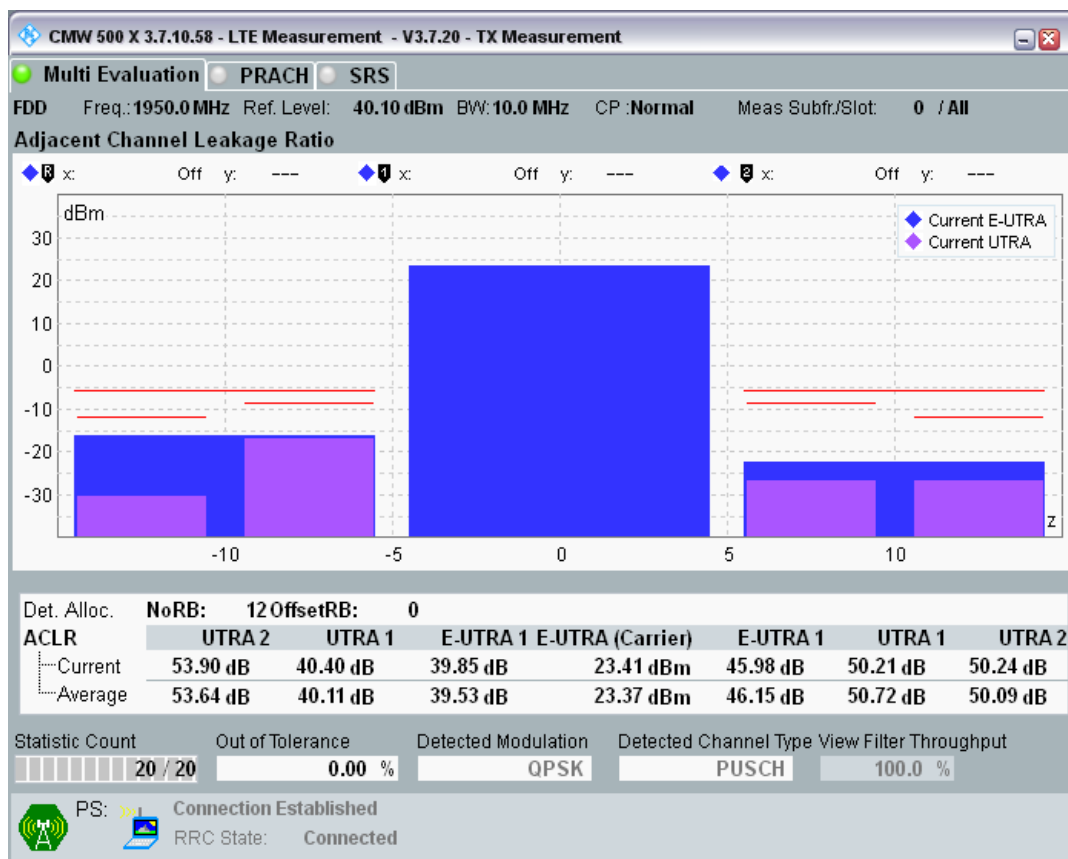 CMW 500 X 3.7.10.58 - LTE Measurement - V3.7.20 - TX Measurement
Multi Evaluation PRACH SRS
FDD Freq.: 1950.0 MHz Ref. Level: 40.10 dBm BW: 10.0 MHz CP :Normal Meas Subfr./Slot: 0 / All
Adjacent Channel Leakage Ratio
R x: Off y: --- 1 x: Off y: --- 2 x: Off y: ---
dBm
Current E-UTRA
Current UTRA
30
20
10
0
-10
-20
-30
z
-10 -5 0 5 10
Det. Alloc. NoRB: 12 OffsetRB: 0
ACLR UTRA 2 UTRA 1 E-UTRA 1 E-UTRA (Carrier) E-UTRA 1 UTRA 1 UTRA 2
Current 53.90 dB 40.40 dB 39.85 dB 23.41 dBm 45.98 dB 50.21 dB 50.24 dB
Average 53.64 dB 40.11 dB 39.53 dB 23.37 dBm 46.15 dB 50.72 dB 50.09 dB
Statistic Count Out of Tolerance Detected Modulation Detected Channel Type View Filter Throughput
20 / 20 0.00 % QPSK PUSCH 100.0 %
PS: Connection Established
RRC State: Connected